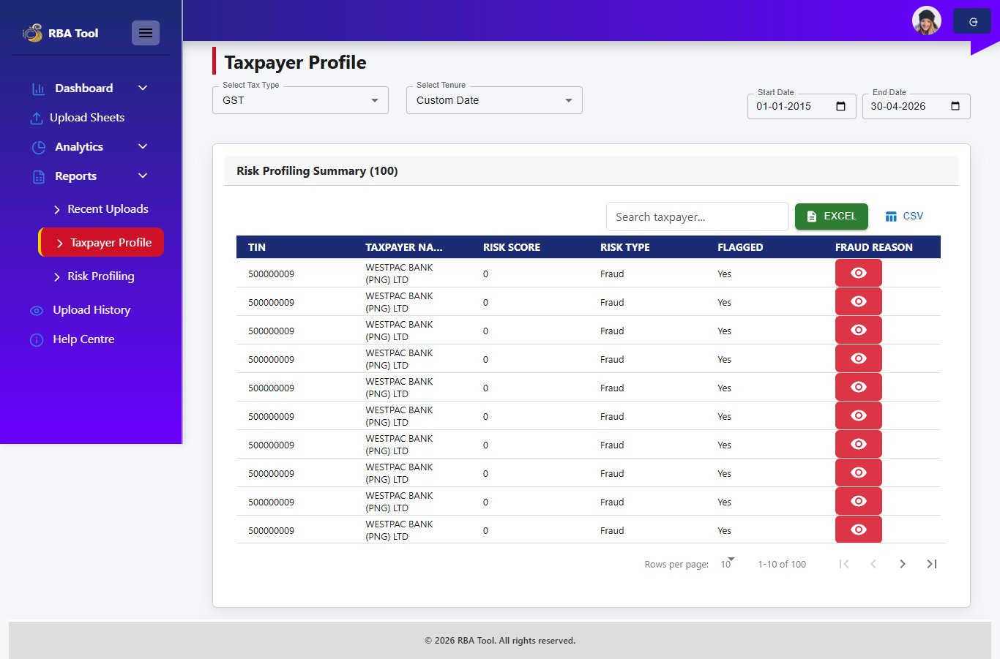 RBA Tool
Dashboard
Upload Sheets
Analytics
Reports
Recent Uploads
Taxpayer Profile
Risk Profiling
Upload History
Help Centre
Taxpayer Profile
Select Tax Type
GST
Select Tenure
Custom Date
Start Date
01-01-2015
End Date
30-04-2026
Risk Profiling Summary (100)
Search taxpayer...
EXCEL
CSV
TIN TAXPAYER NA... RISK SCORE RISK TYPE FLAGGED FRAUD REASON
500000009 WESTPAC BANK (PNG) LTD 0 Fraud Yes
500000009 WESTPAC BANK (PNG) LTD 0 Fraud Yes
500000009 WESTPAC BANK (PNG) LTD 0 Fraud Yes
500000009 WESTPAC BANK (PNG) LTD 0 Fraud Yes
500000009 WESTPAC BANK (PNG) LTD 0 Fraud Yes
500000009 WESTPAC BANK (PNG) LTD 0 Fraud Yes
500000009 WESTPAC BANK (PNG) LTD 0 Fraud Yes
500000009 WESTPAC BANK (PNG) LTD 0 Fraud Yes
500000009 WESTPAC BANK (PNG) LTD 0 Fraud Yes
500000009 WESTPAC BANK (PNG) LTD 0 Fraud Yes
Rows per page: 10 1-10 of 100
© 2026 RBA Tool. All rights reserved.